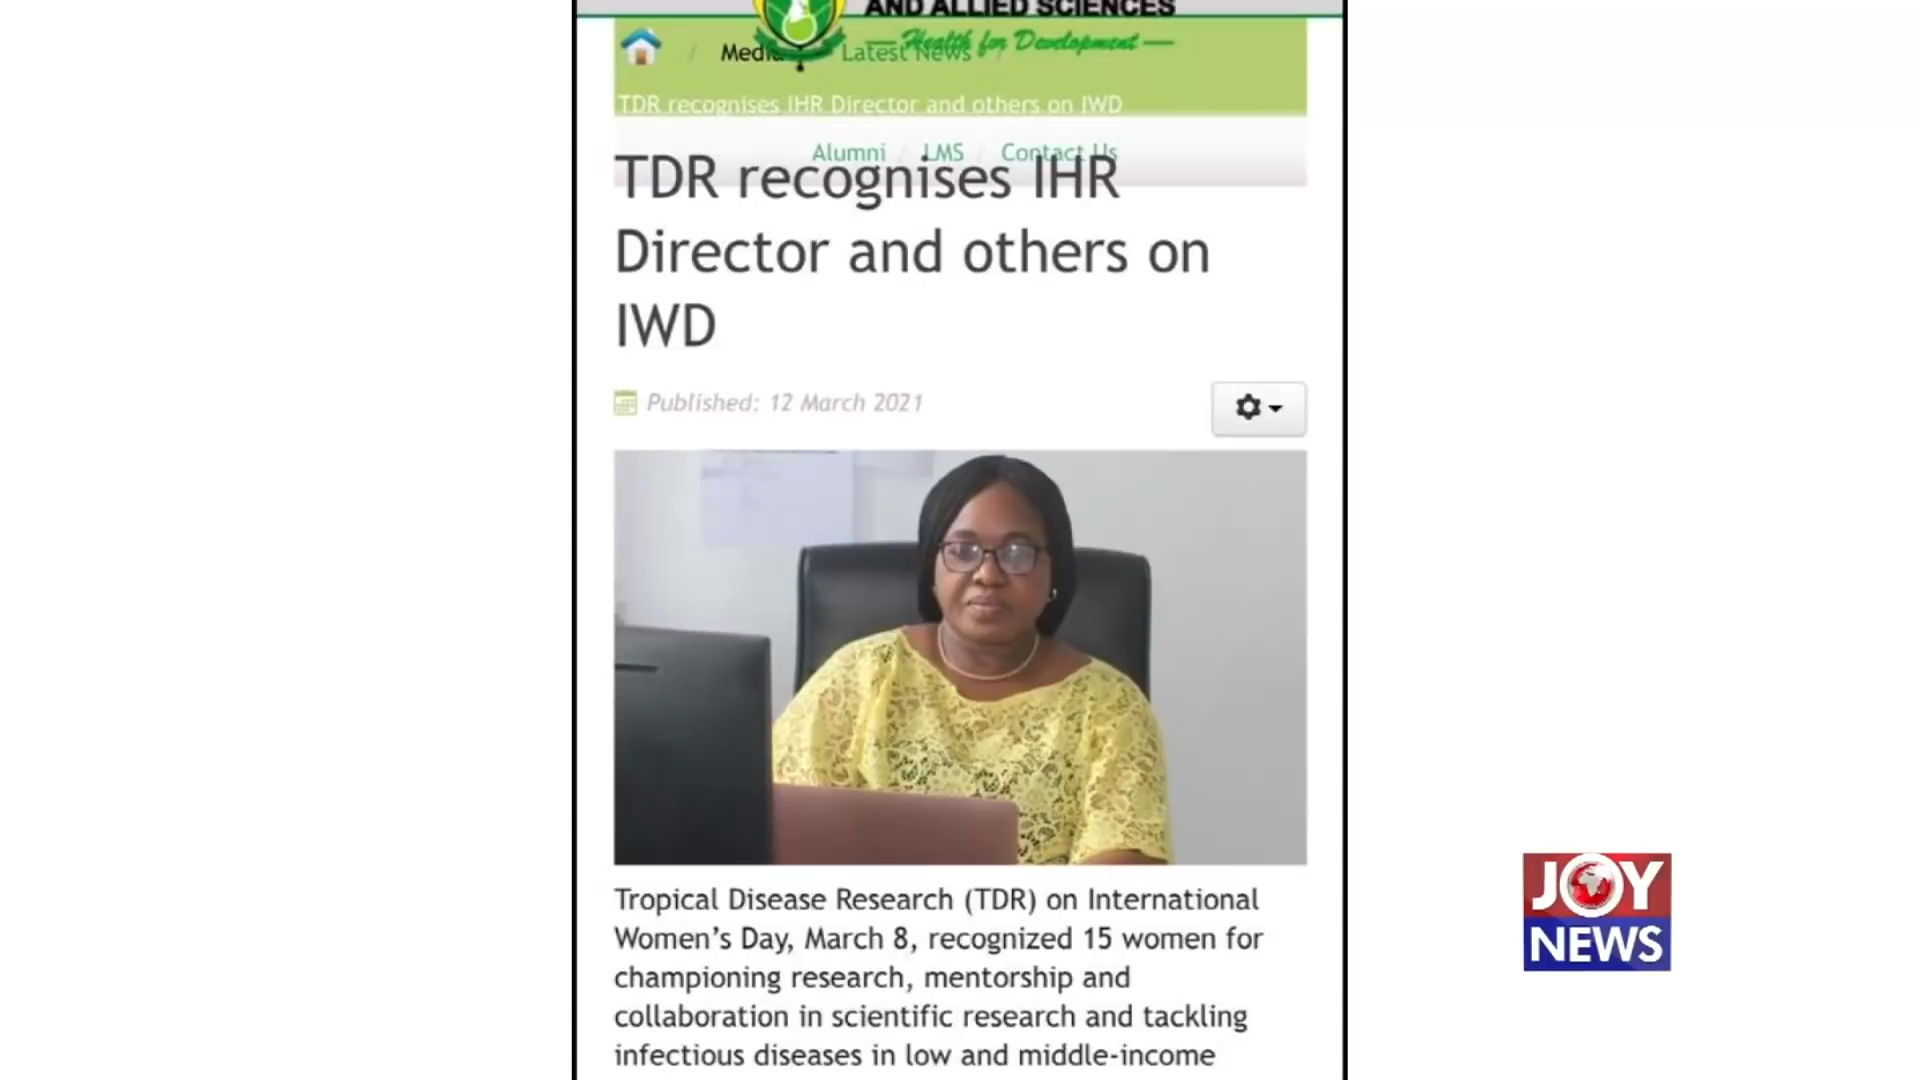 AND ALLIED SCIENCES
Health for Development
/ Media Latest News /
TDR recognises IHR Director and others on IWD
Alumni / LMS / Contact Us
TDR recognises IHR
Director and others on
IWD
Published: 12 March 2021
Tropical Disease Research (TDR) on International
Women’s Day, March 8, recognized 15 women for
championing research, mentorship and
collaboration in scientific research and tackling
infectious diseases in low and middle-income
JOY
NEWS